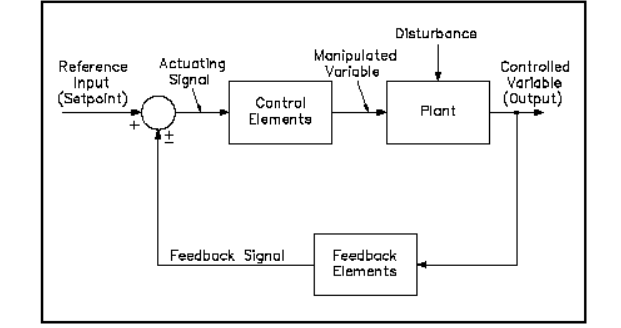 Disturbance
Reference
Input
(Setpoint)
Actuating
Signal
Manipulated
Variable
Controlled
Variable
(Output)
+
±
Control
Elements
Plant
Feedback Signal
Feedback
Elements